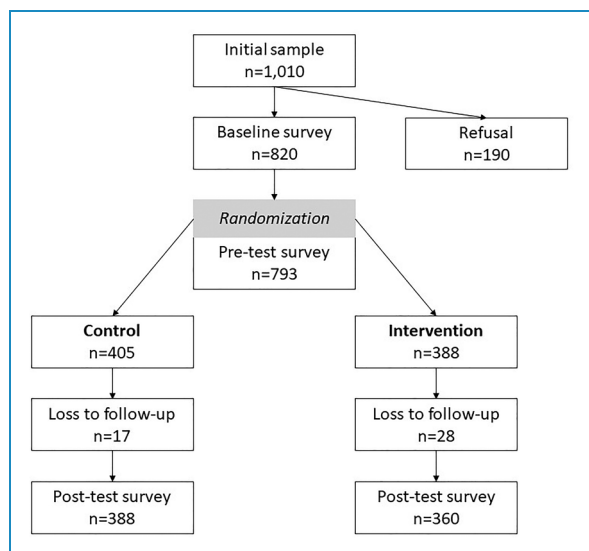 Initial sample
n=1,010
Baseline survey
n=820
Refusal
n=190
Randomization
Pre-test survey
n=793
Control
n=405
Intervention
n=388
Loss to follow-up
n=17
Loss to follow-up
n=28
Post-test survey
n=388
Post-test survey
n=360